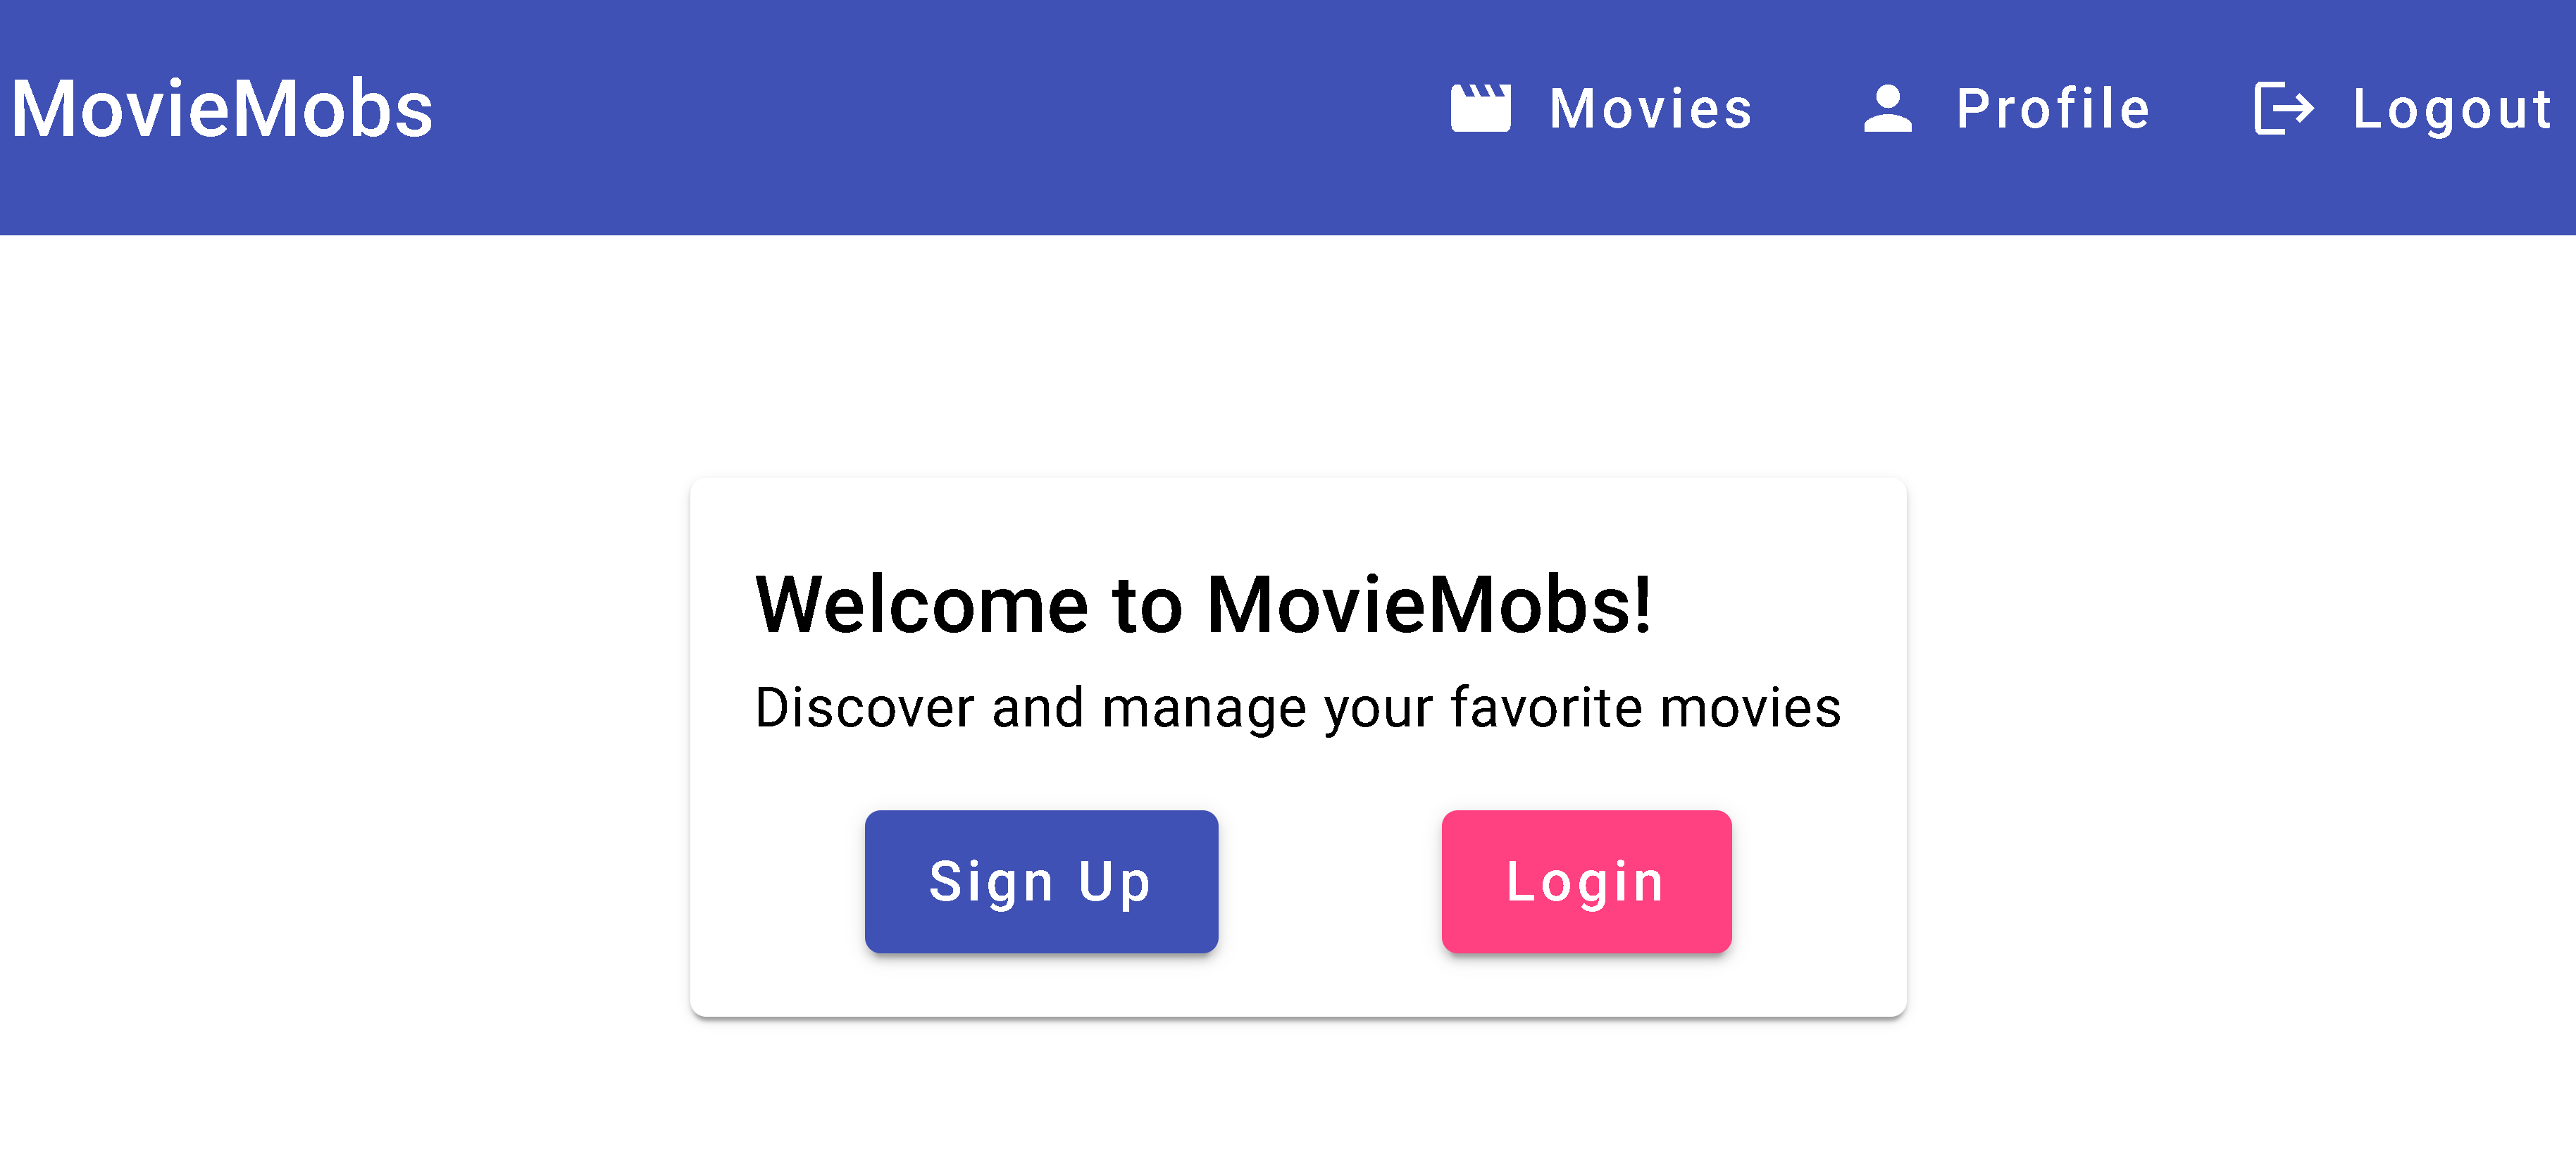 MovieMobs
Movies Profile Logout
Welcome to MovieMobs!
Discover and manage your favorite movies
Sign Up Login